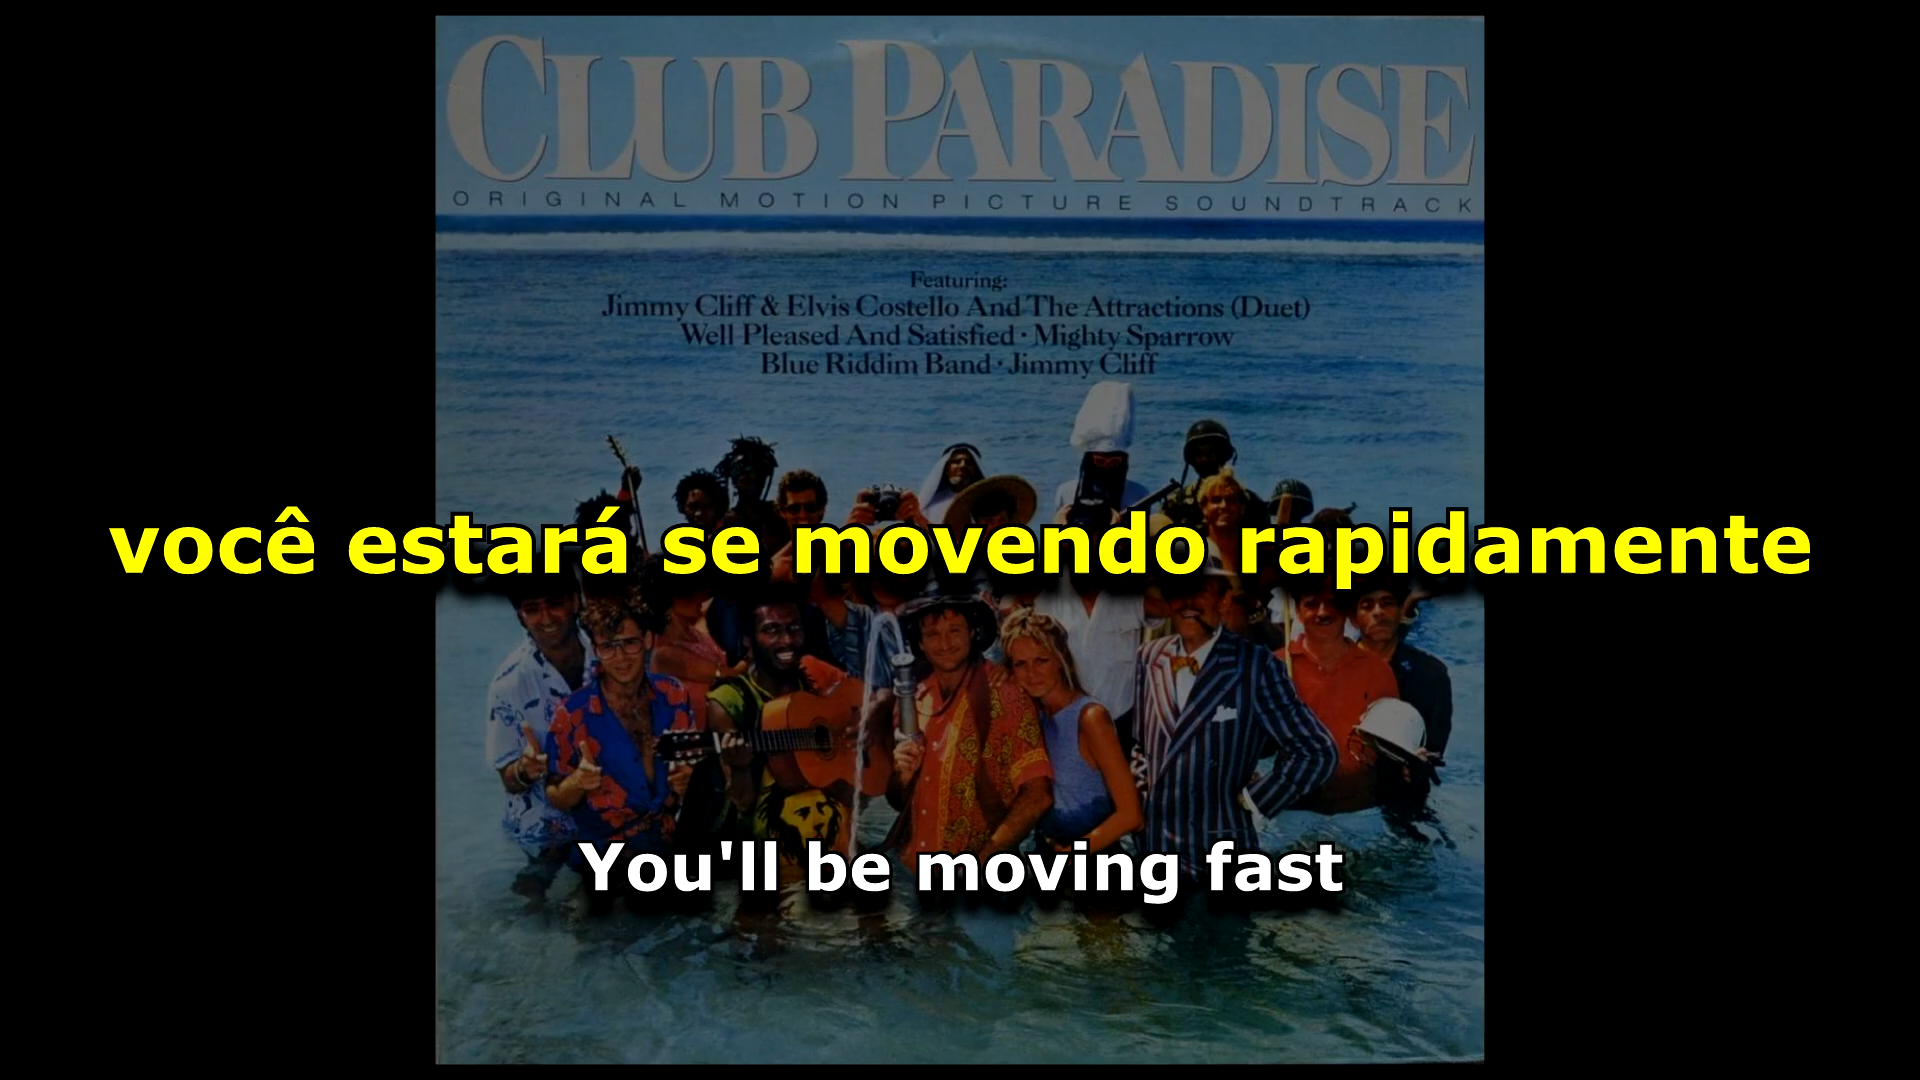 CLUB PARADISE
ORIGINAL MOTION PICTURE SOUNDTRACK
Featuring:
Jimmy Cliff & Elvis Costello And The Attractions (Duet)
Well Pleased And Satisfied · Mighty Sparrow
Blue Riddim Band · Jimmy Cliff
você estará se movendo rapidamente
You'll be moving fast